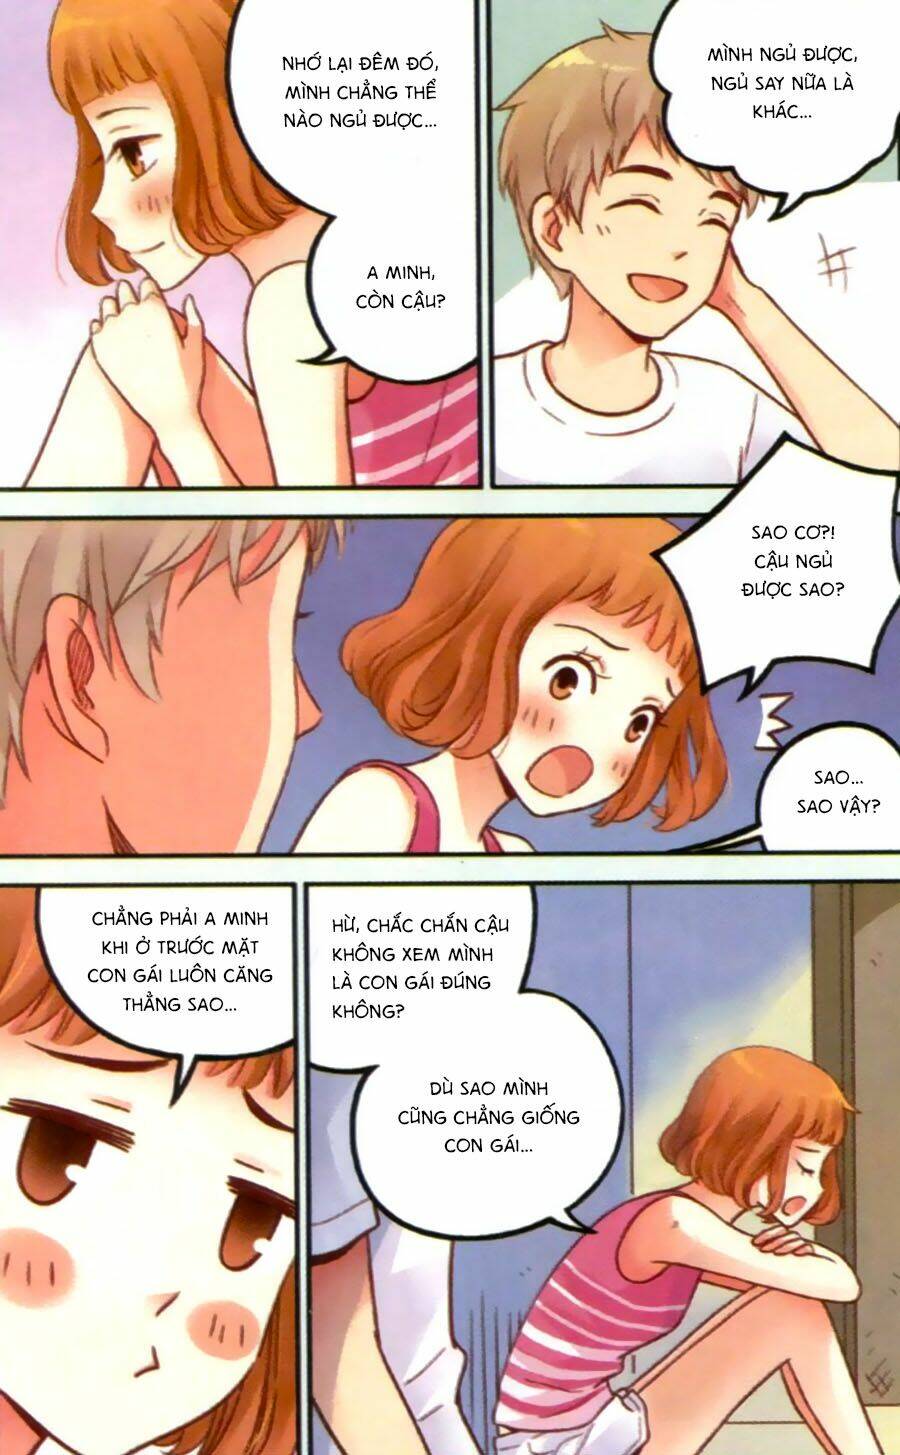 NHỚ LẠI ĐÊM ĐÓ,
MÌNH CHẲNG THỂ
NÀO NGỦ ĐƯỢC...
A MINH,
CÒN CẬU?
MÌNH NGỦ ĐƯỢC,
NGỦ SAY NỮA LÀ
KHÁC...
SAO CƠ?!
CẬU NGỦ
ĐƯỢC SAO?
SAO...
SAO VẬY?
CHẲNG PHẢI A MINH
KHI Ở TRƯỚC MẶT
CON GÁI LUÔN CĂNG
THẲNG SAO...
HỪ, CHẮC CHẮN CẬU
KHÔNG XEM MÌNH
LÀ CON GÁI ĐÚNG
KHÔNG?
DÙ SAO MÌNH
CŨNG CHẲNG GIỐNG
CON GÁI...